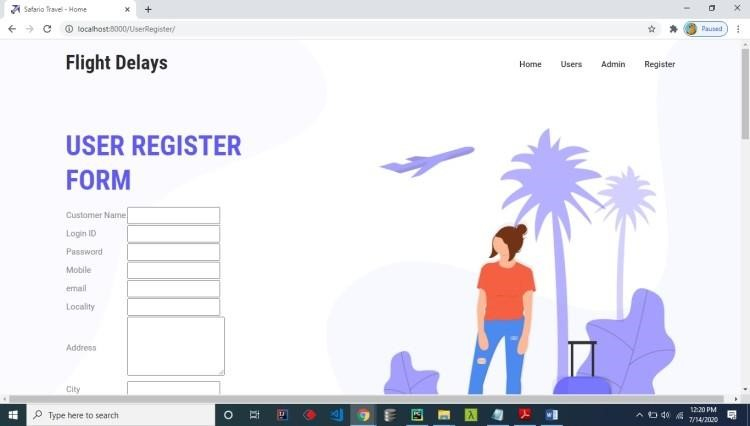 Safario Travel - Home
localhost:8000/UserRegister/
Paused
Flight Delays
Home Users Admin Register
USER REGISTER
FORM
Customer Name
Login ID
Password
Mobile
email
Locality
Address
City
Type here to search
12:20 PM
7/14/2020